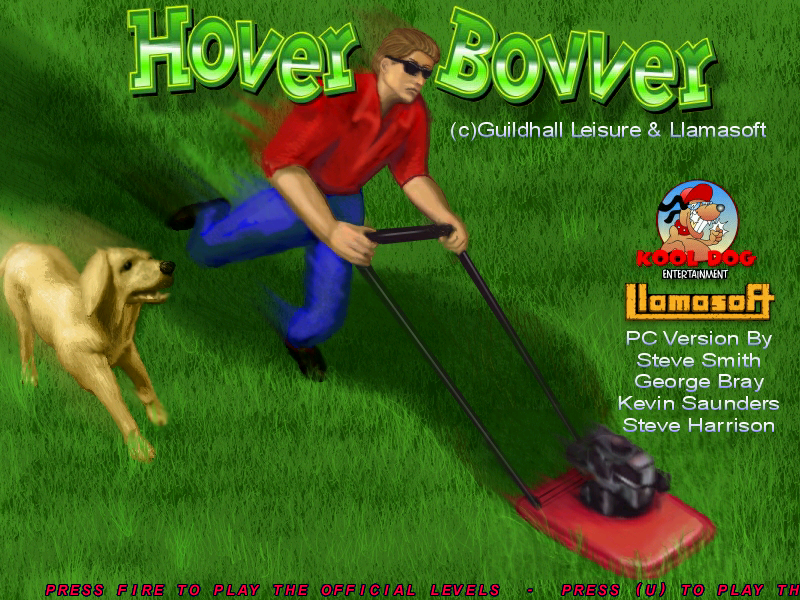 Hover Bovver
(c)Guildhall Leisure & Llamasoft
KOOL DOG
ENTERTAINMENT
llamasoft
PC Version By
Steve Smith
George Bray
Kevin Saunders
Steve Harrison
PRESS FIRE TO PLAY THE OFFICIAL LEVELS - PRESS (U) TO PLAY TH